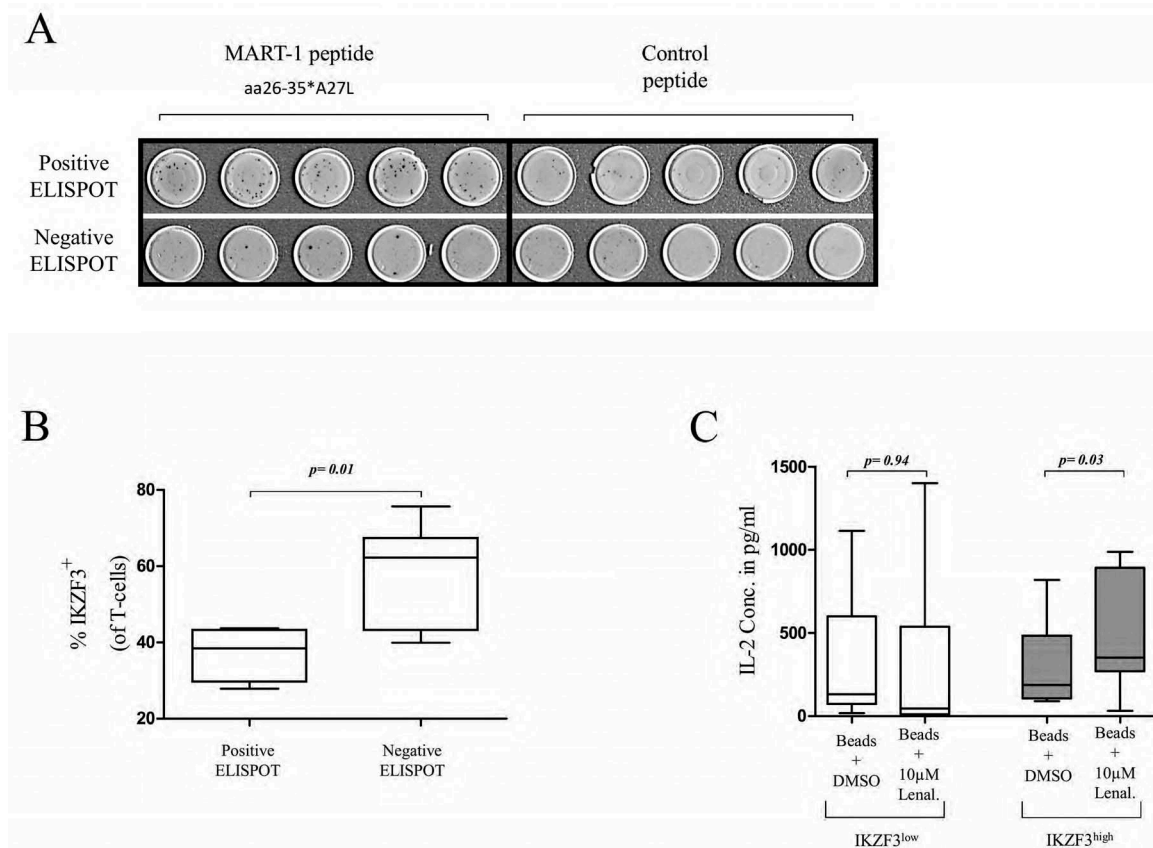 A
MART-1 peptide
aa26-35*A27L
Control
peptide
Positive
ELISPOT
Negative
ELISPOT
B
p= 0.01
80
60
40
20
% IKZF3+
(of T-cells)
Positive
ELISPOT
Negative
ELISPOT
C
p= 0.94
p= 0.03
1500
1000
500
0
IL-2 Conc. in pg/ml
Beads
+
DMSO
Beads
+
10µM
Lenal.
Beads
+
DMSO
Beads
+
10µM
Lenal.
IKZF3low
IKZF3high